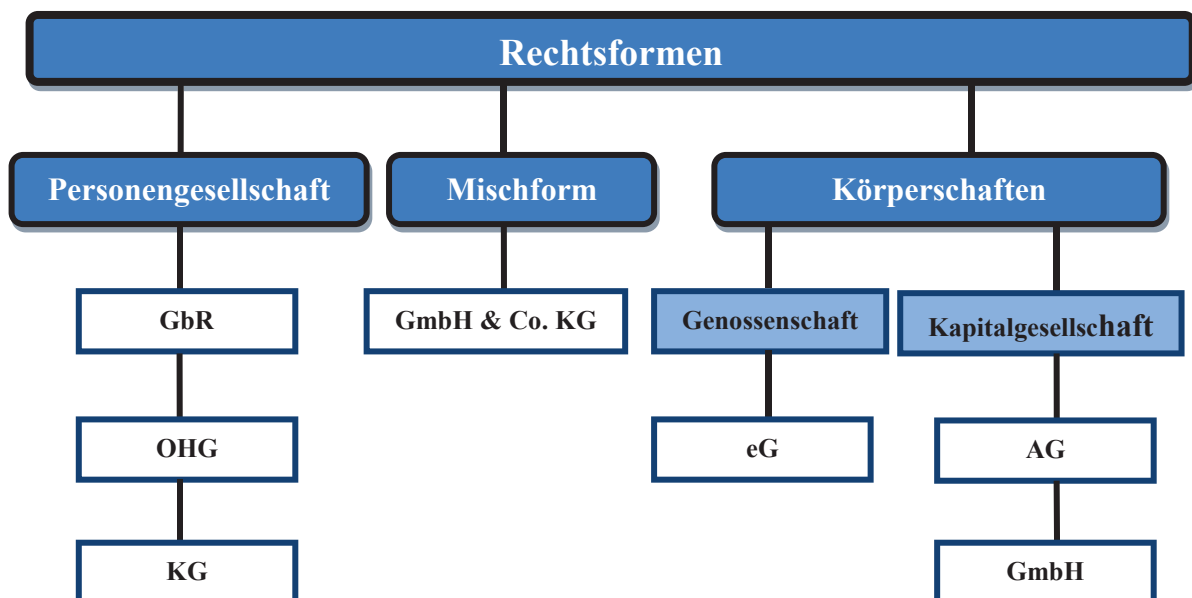 Rechtsformen
Personengesellschaft
Mischform
Körperschaften
GbR
GmbH & Co. KG
Genossenschaft
Kapitalgesellschaft
OHG
eG
AG
KG
GmbH